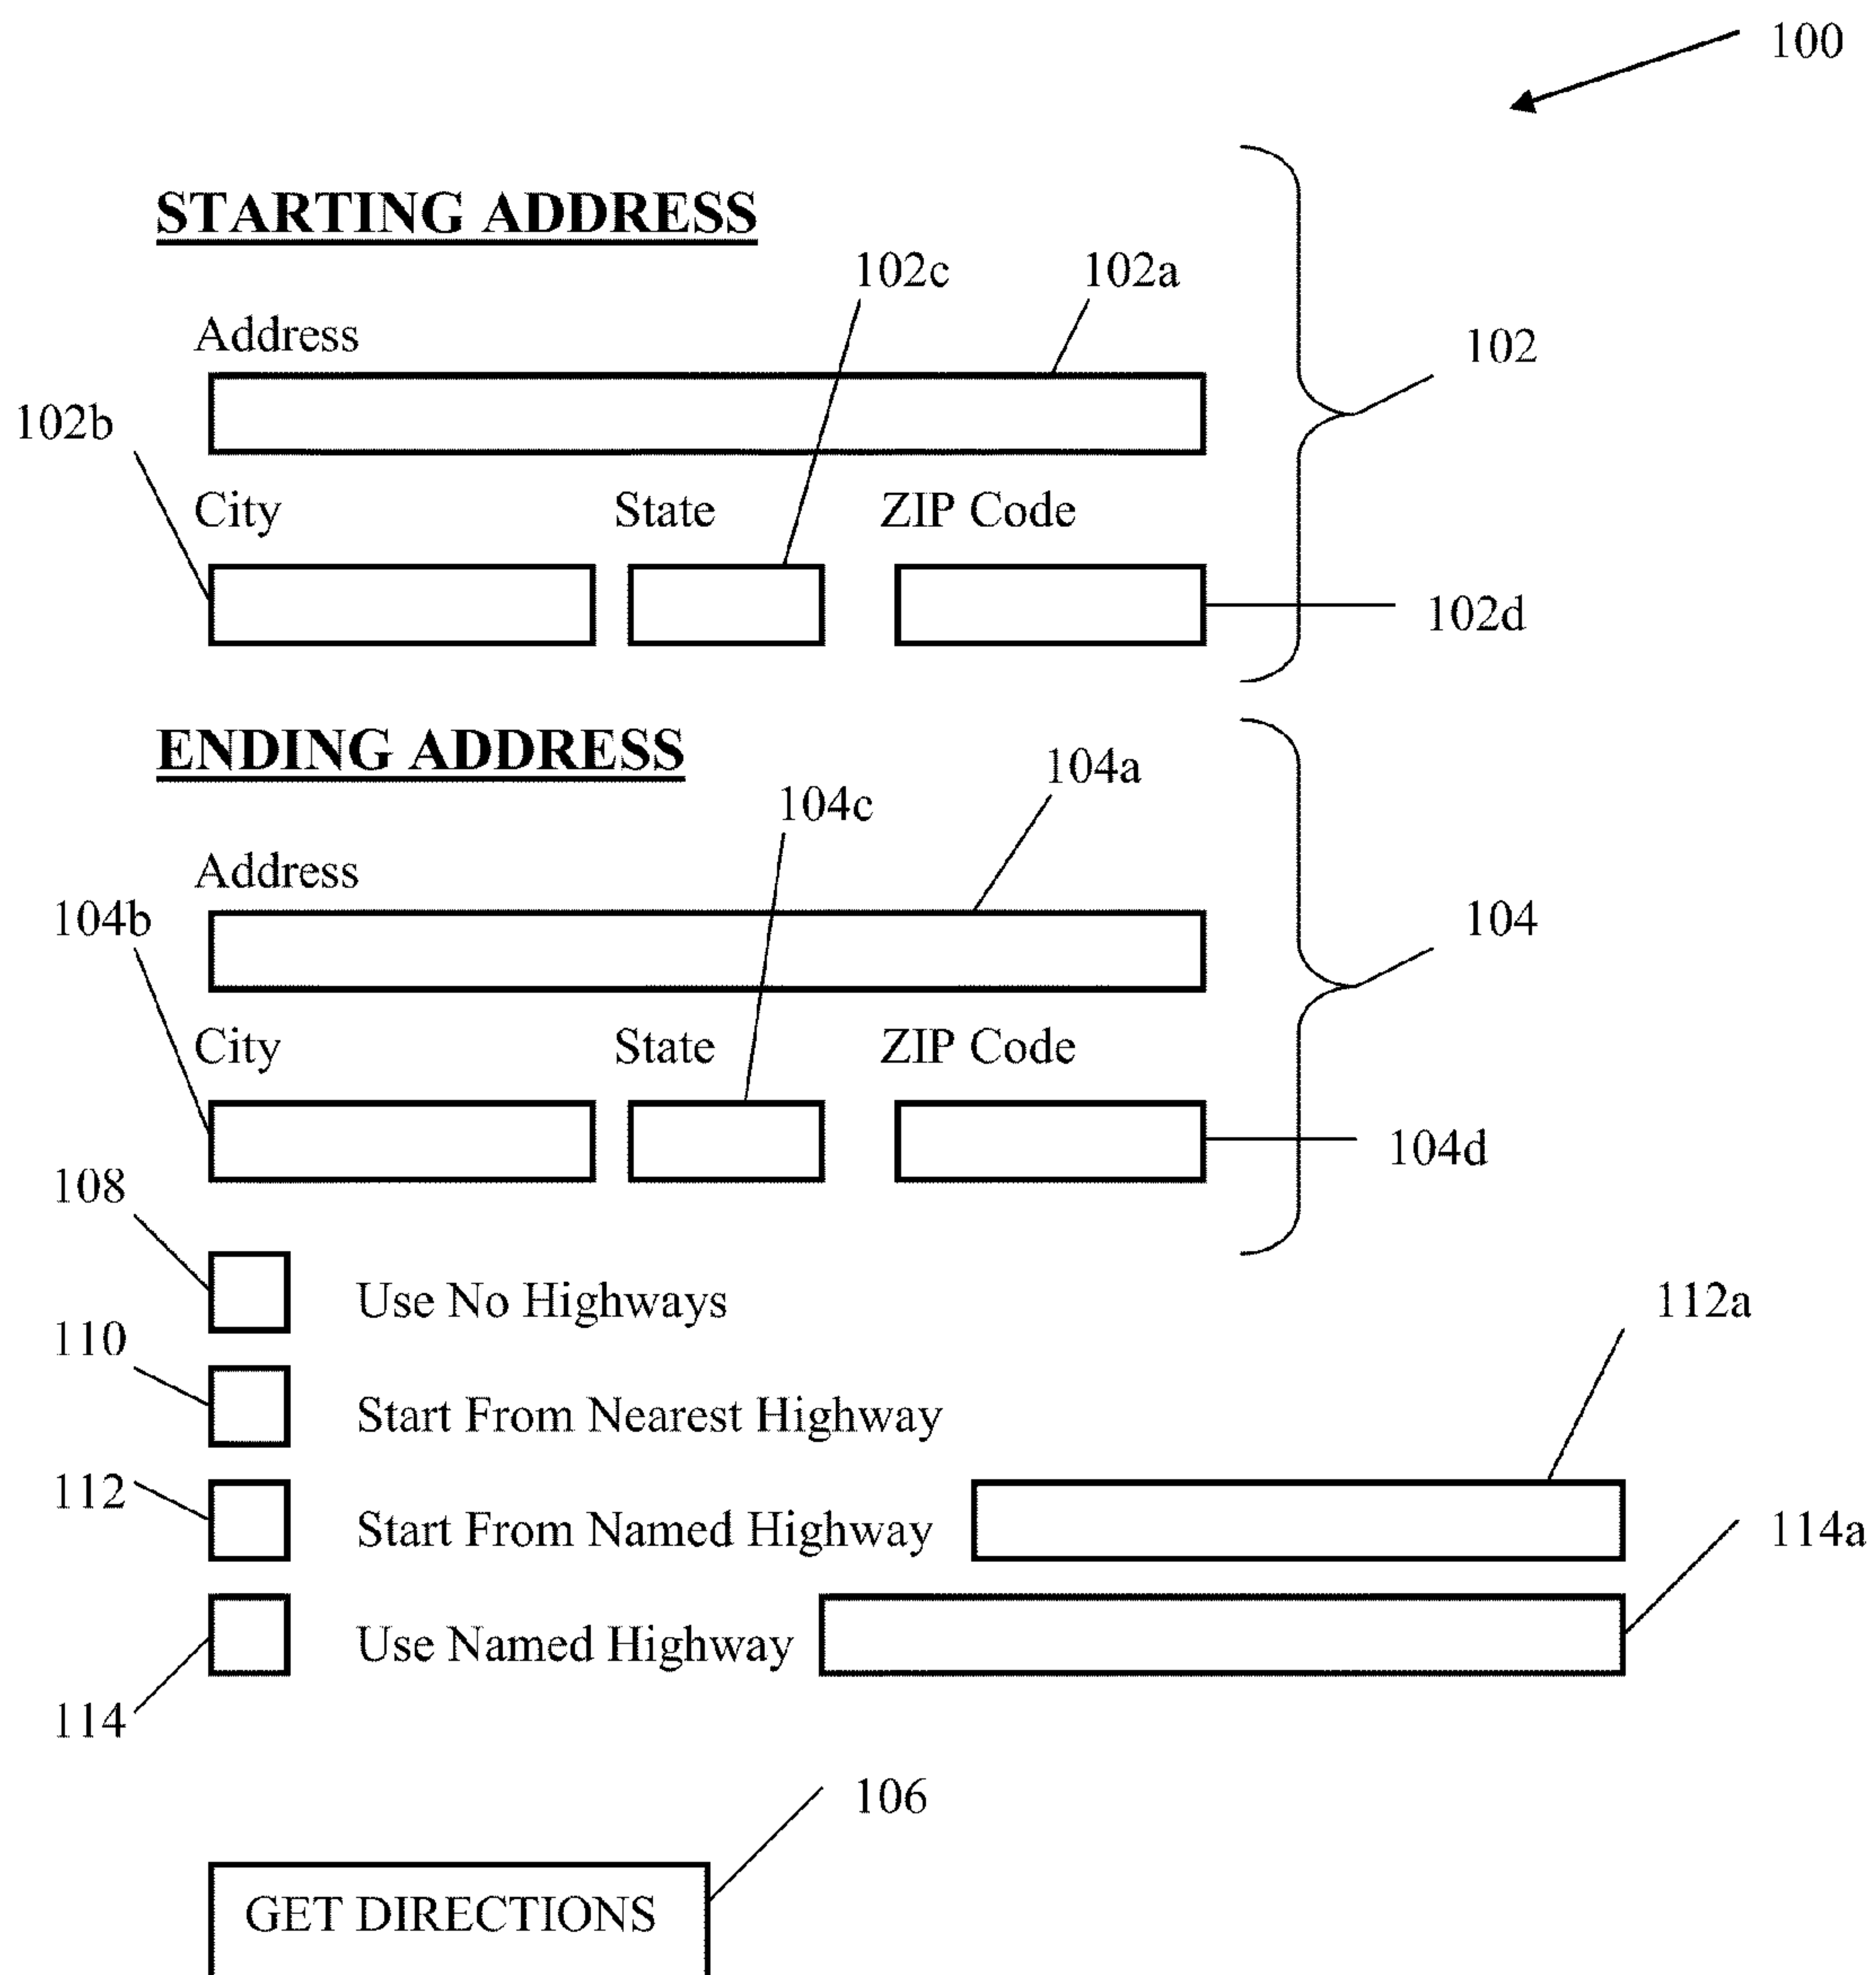 100
STARTING ADDRESS
102c 102a
Address
102
102b
City State ZIP Code
102d
ENDING ADDRESS
104a
104c
Address
104b
104
City State ZIP Code
104d
108
Use No Highways
112a
110
Start From Nearest Highway
112
Start From Named Highway
114a
Use Named Highway
114
106
GET DIRECTIONS